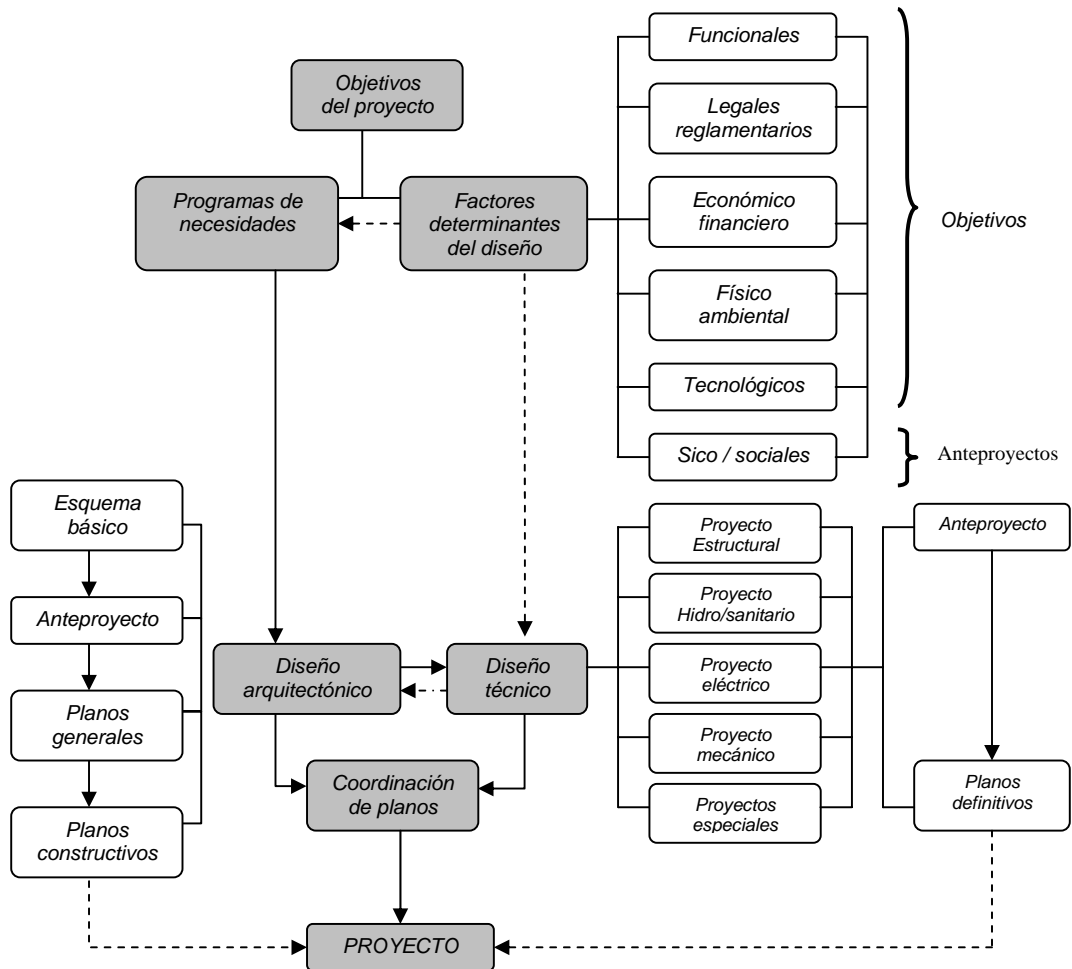 Objetivos
del proyecto
Programas de
necesidades
Factores
determinantes
del diseño
Funcionales
Legales
reglamentarios
Económico
financiero
Físico
ambiental
Tecnológicos
Sico / sociales
Objetivos
Anteproyectos
Esquema
básico
Anteproyecto
Planos
generales
Planos
constructivos
Diseño
arquitectónico
Diseño
técnico
Coordinación
de planos
Proyecto
Estructural
Proyecto
Hidro/sanitario
Proyecto
eléctrico
Proyecto
mecánico
Proyectos
especiales
Anteproyecto
Planos
definitivos
PROYECTO